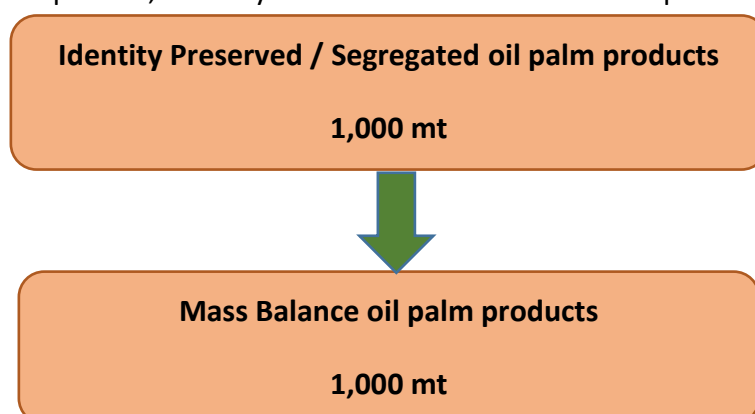 Identity Preserved / Segregated oil palm products
1,000 mt
Mass Balance oil palm products
1,000 mt